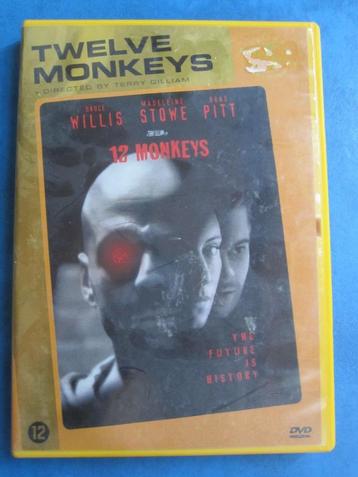 TWELVE
MONKEYS
DIRECTED BY TERRY GILLIAM
BRUCE MADELEINE BRAD
WILLIS STOWE PITT
12 MONKEYS
THE
FUTURE
IS
HISTORY
12
DVD
VIDEO